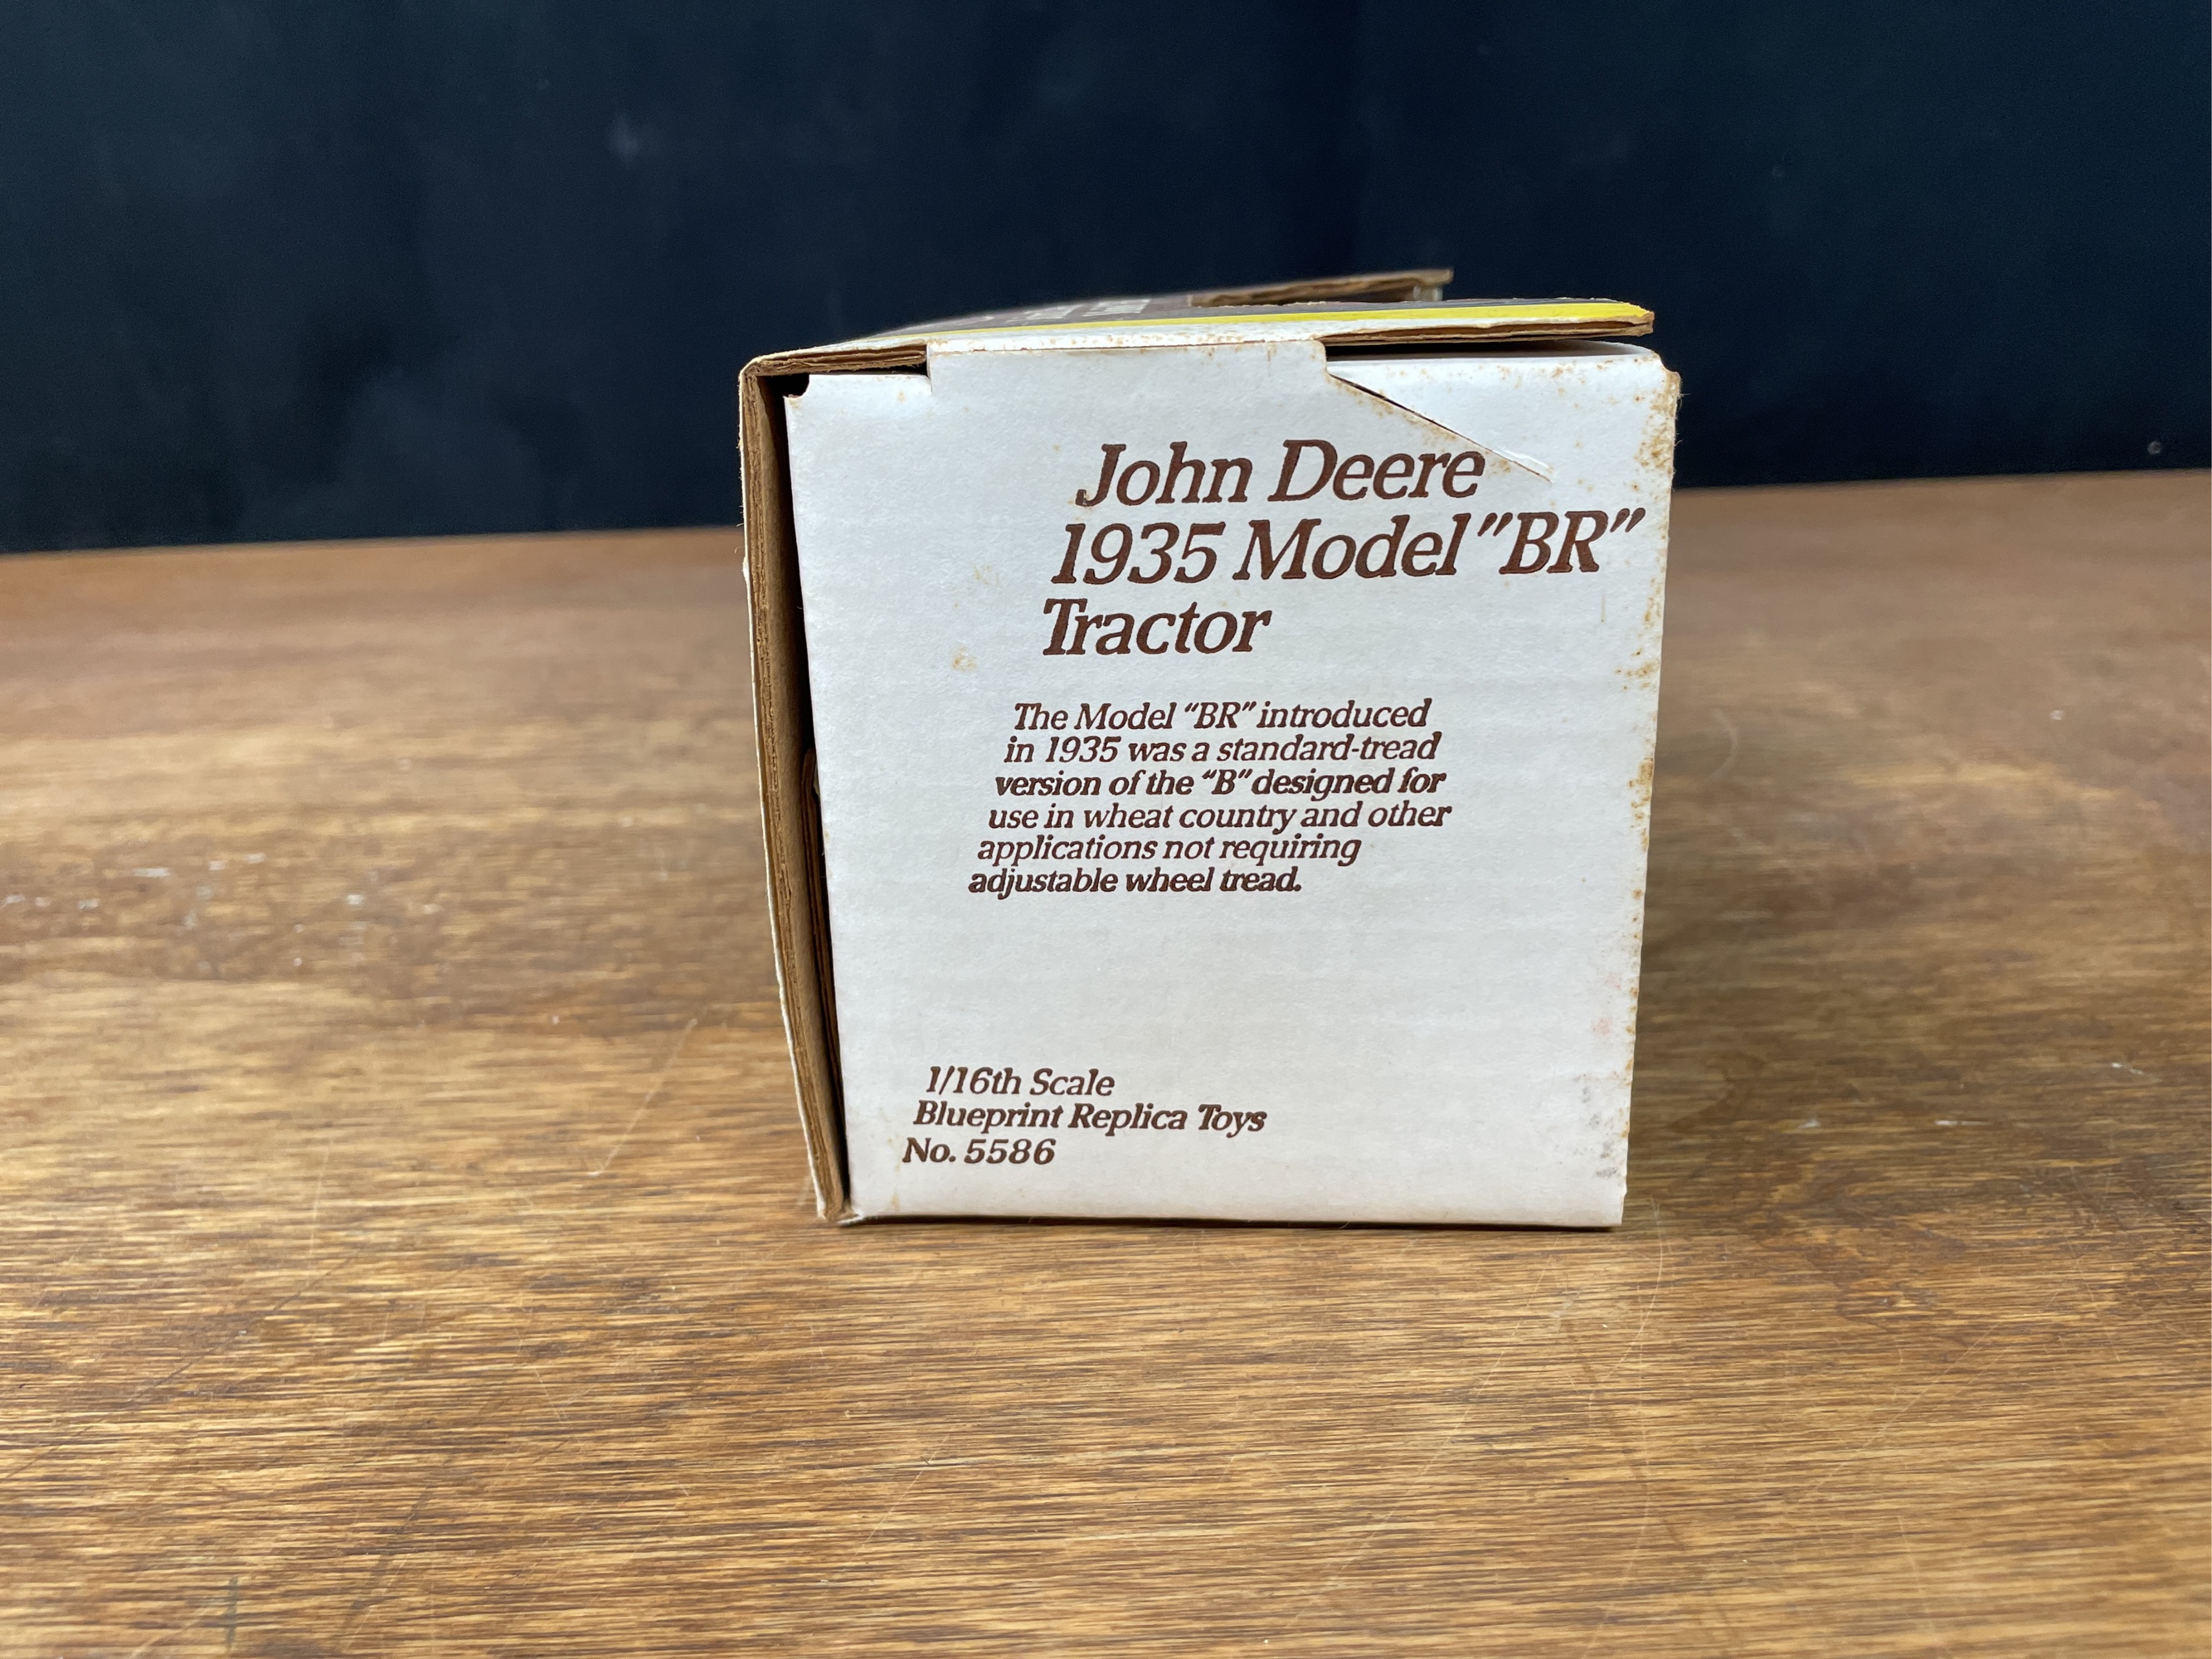 John Deere
1935 Model "BR"
Tractor
The Model “BR” introduced
in 1935 was a standard-tread
version of the “B” designed for
use in wheat country and other
applications not requiring
adjustable wheel tread.
1/16th Scale
Blueprint Replica Toys
No. 5586